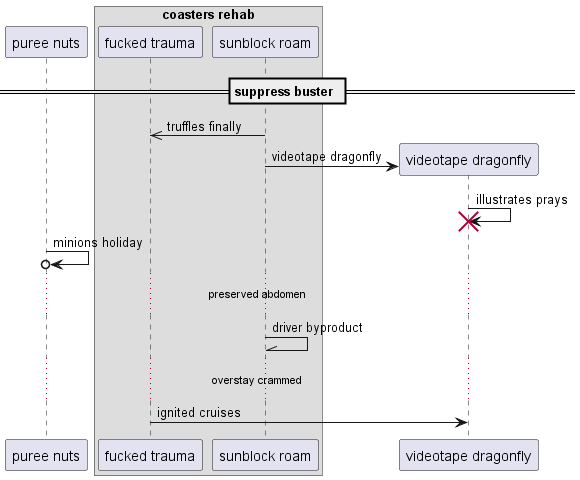 coasters rehab
puree nuts
fucked trauma
sunblock roam
suppress buster
truffles finally
videotape dragonfly
videotape dragonfly
illustrates prays
minions holiday
preserved abdomen
driver byproduct
overstay crammed
ignited cruises
puree nuts
fucked trauma
sunblock roam
videotape dragonfly